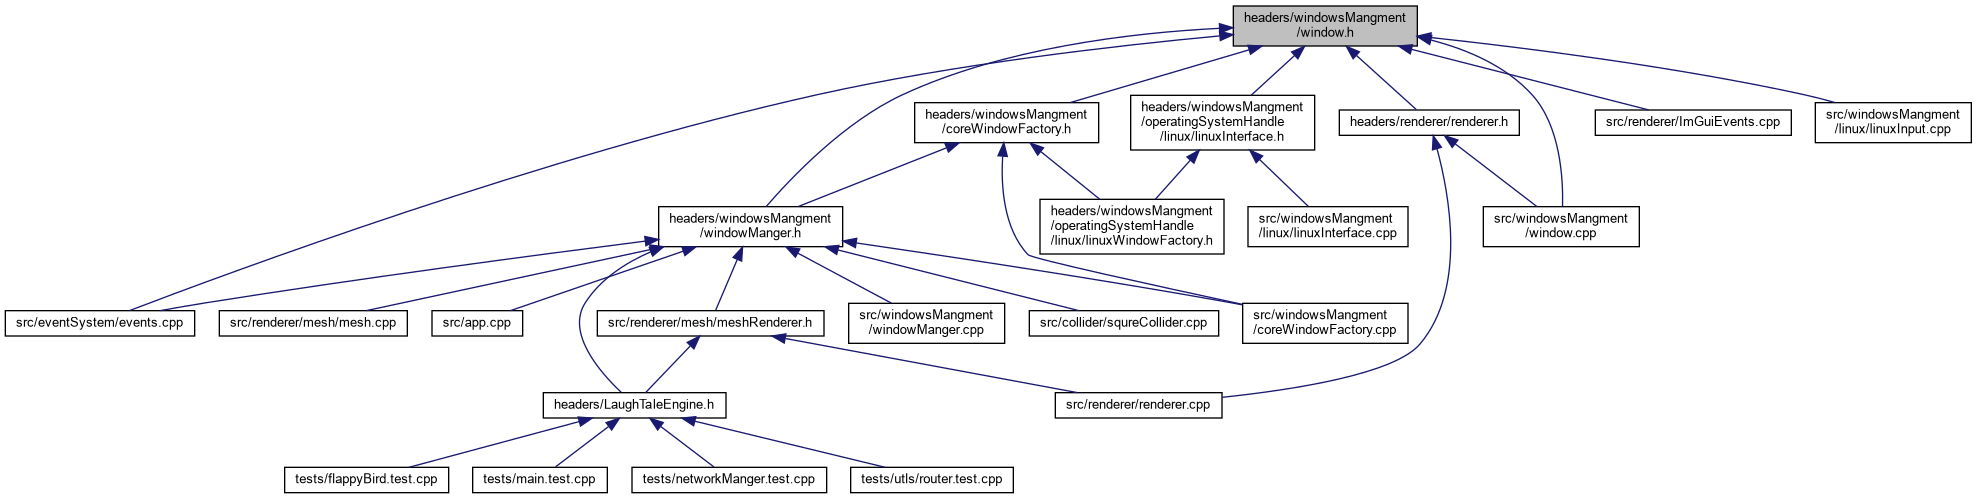 headers/windowsMangment
/window.h
headers/windowsMangment
/coreWindowFactory.h
headers/windowsMangment
/operatingSystemHandle
/linux/linuxInterface.h
headers/renderer/renderer.h
src/renderer/ImGuiEvents.cpp
src/windowsMangment
/linux/linuxInput.cpp
headers/windowsMangment
/windowManger.h
headers/windowsMangment
/operatingSystemHandle
/linux/linuxWindowFactory.h
src/windowsMangment
/linux/linuxInterface.cpp
src/windowsMangment
/window.cpp
src/eventSystem/events.cpp
src/renderer/mesh/mesh.cpp
src/app.cpp
src/renderer/mesh/meshRenderer.h
src/windowsMangment
/windowManger.cpp
src/collider/squreCollider.cpp
src/windowsMangment
/coreWindowFactory.cpp
headers/LaughTaleEngine.h
src/renderer/renderer.cpp
tests/flappyBird.test.cpp
tests/main.test.cpp
tests/networkManger.test.cpp
tests/utls/router.test.cpp